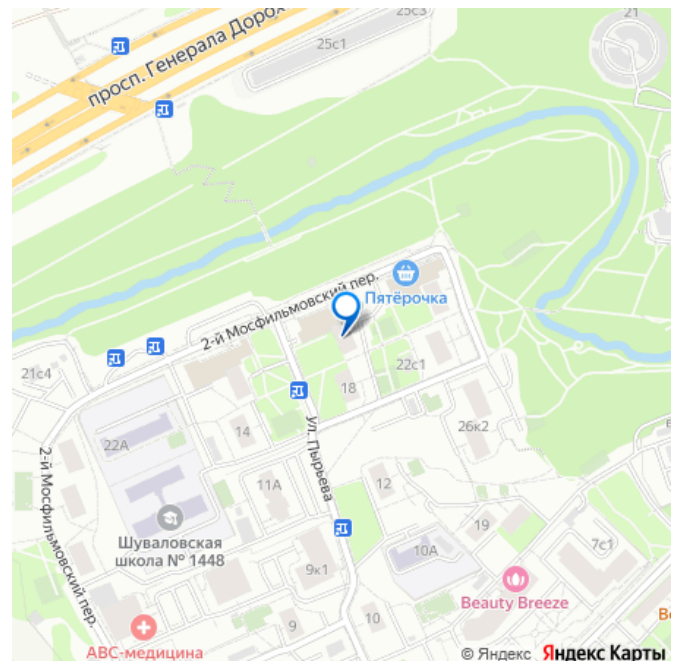 21
25с3
25с1
просп. Генерала Дорох
2-й Мосфильмовский пер.
Пятёрочка
21с4
22с1
18
14
22А
26к2
ул. Пырьева
2-й Мосфильмовский пер.
11А
12
19
Шуваловская
школа № 1448
10А
7с1
9к1
Beauty Breeze
9
10
АВС-медицина
© Яндекс Яндекс Карты